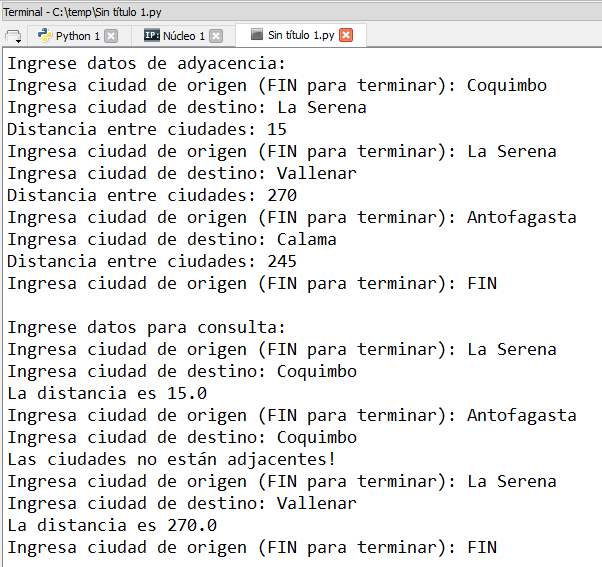 Terminal - C:\temp\Sin título 1.py
Python 1
IP: Núcleo 1
Sin título 1.py
Ingrese datos de adyacencia:
Ingresa ciudad de origen (FIN para terminar): Coquimbo
Ingresa ciudad de destino: La Serena
Distancia entre ciudades: 15
Ingresa ciudad de origen (FIN para terminar): La Serena
Ingresa ciudad de destino: Vallenar
Distancia entre ciudades: 270
Ingresa ciudad de origen (FIN para terminar): Antofagasta
Ingresa ciudad de destino: Calama
Distancia entre ciudades: 245
Ingresa ciudad de origen (FIN para terminar): FIN
Ingrese datos para consulta:
Ingresa ciudad de origen (FIN para terminar): La Serena
Ingresa ciudad de destino: Coquimbo
La distancia es 15.0
Ingresa ciudad de origen (FIN para terminar): Antofagasta
Ingresa ciudad de destino: Coquimbo
Las ciudades no están adjacentes!
Ingresa ciudad de origen (FIN para terminar): La Serena
Ingresa ciudad de destino: Vallenar
La distancia es 270.0
Ingresa ciudad de origen (FIN para terminar): FIN